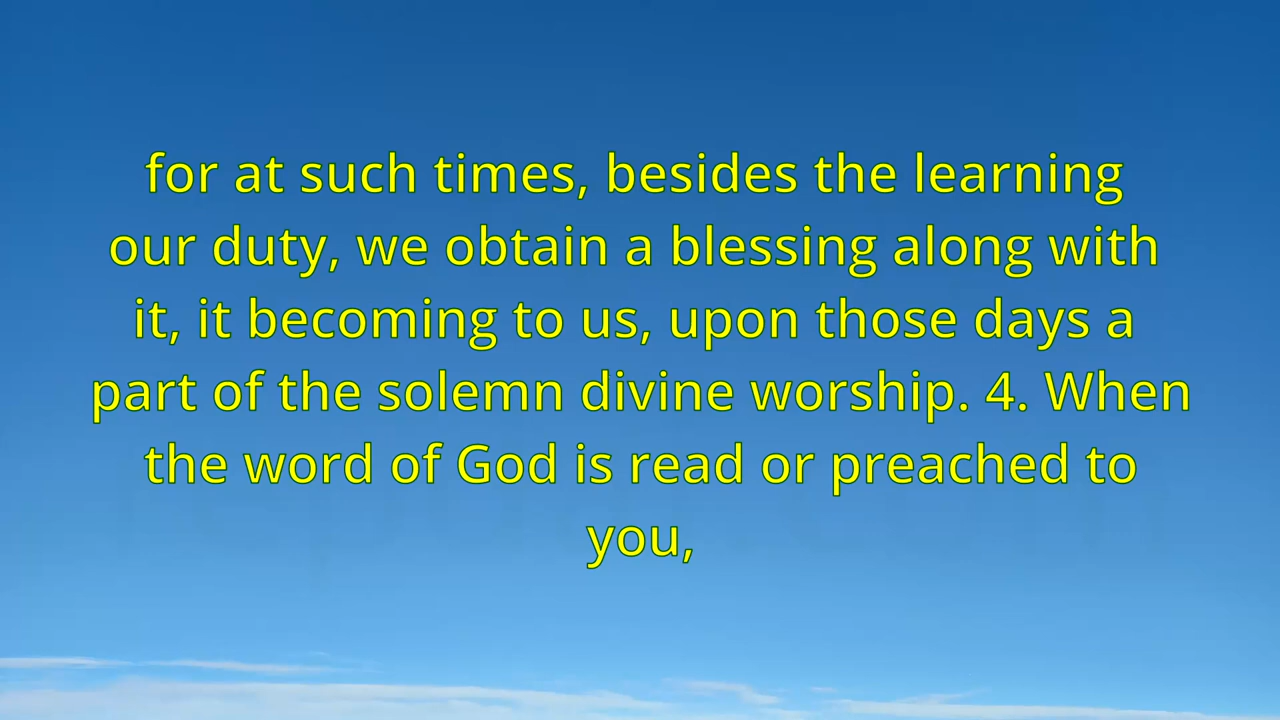 for at such times, besides the learning
our duty, we obtain a blessing along with
it, it becoming to us, upon those days a
part of the solemn divine worship. 4. When
the word of God is read or preached to
you,